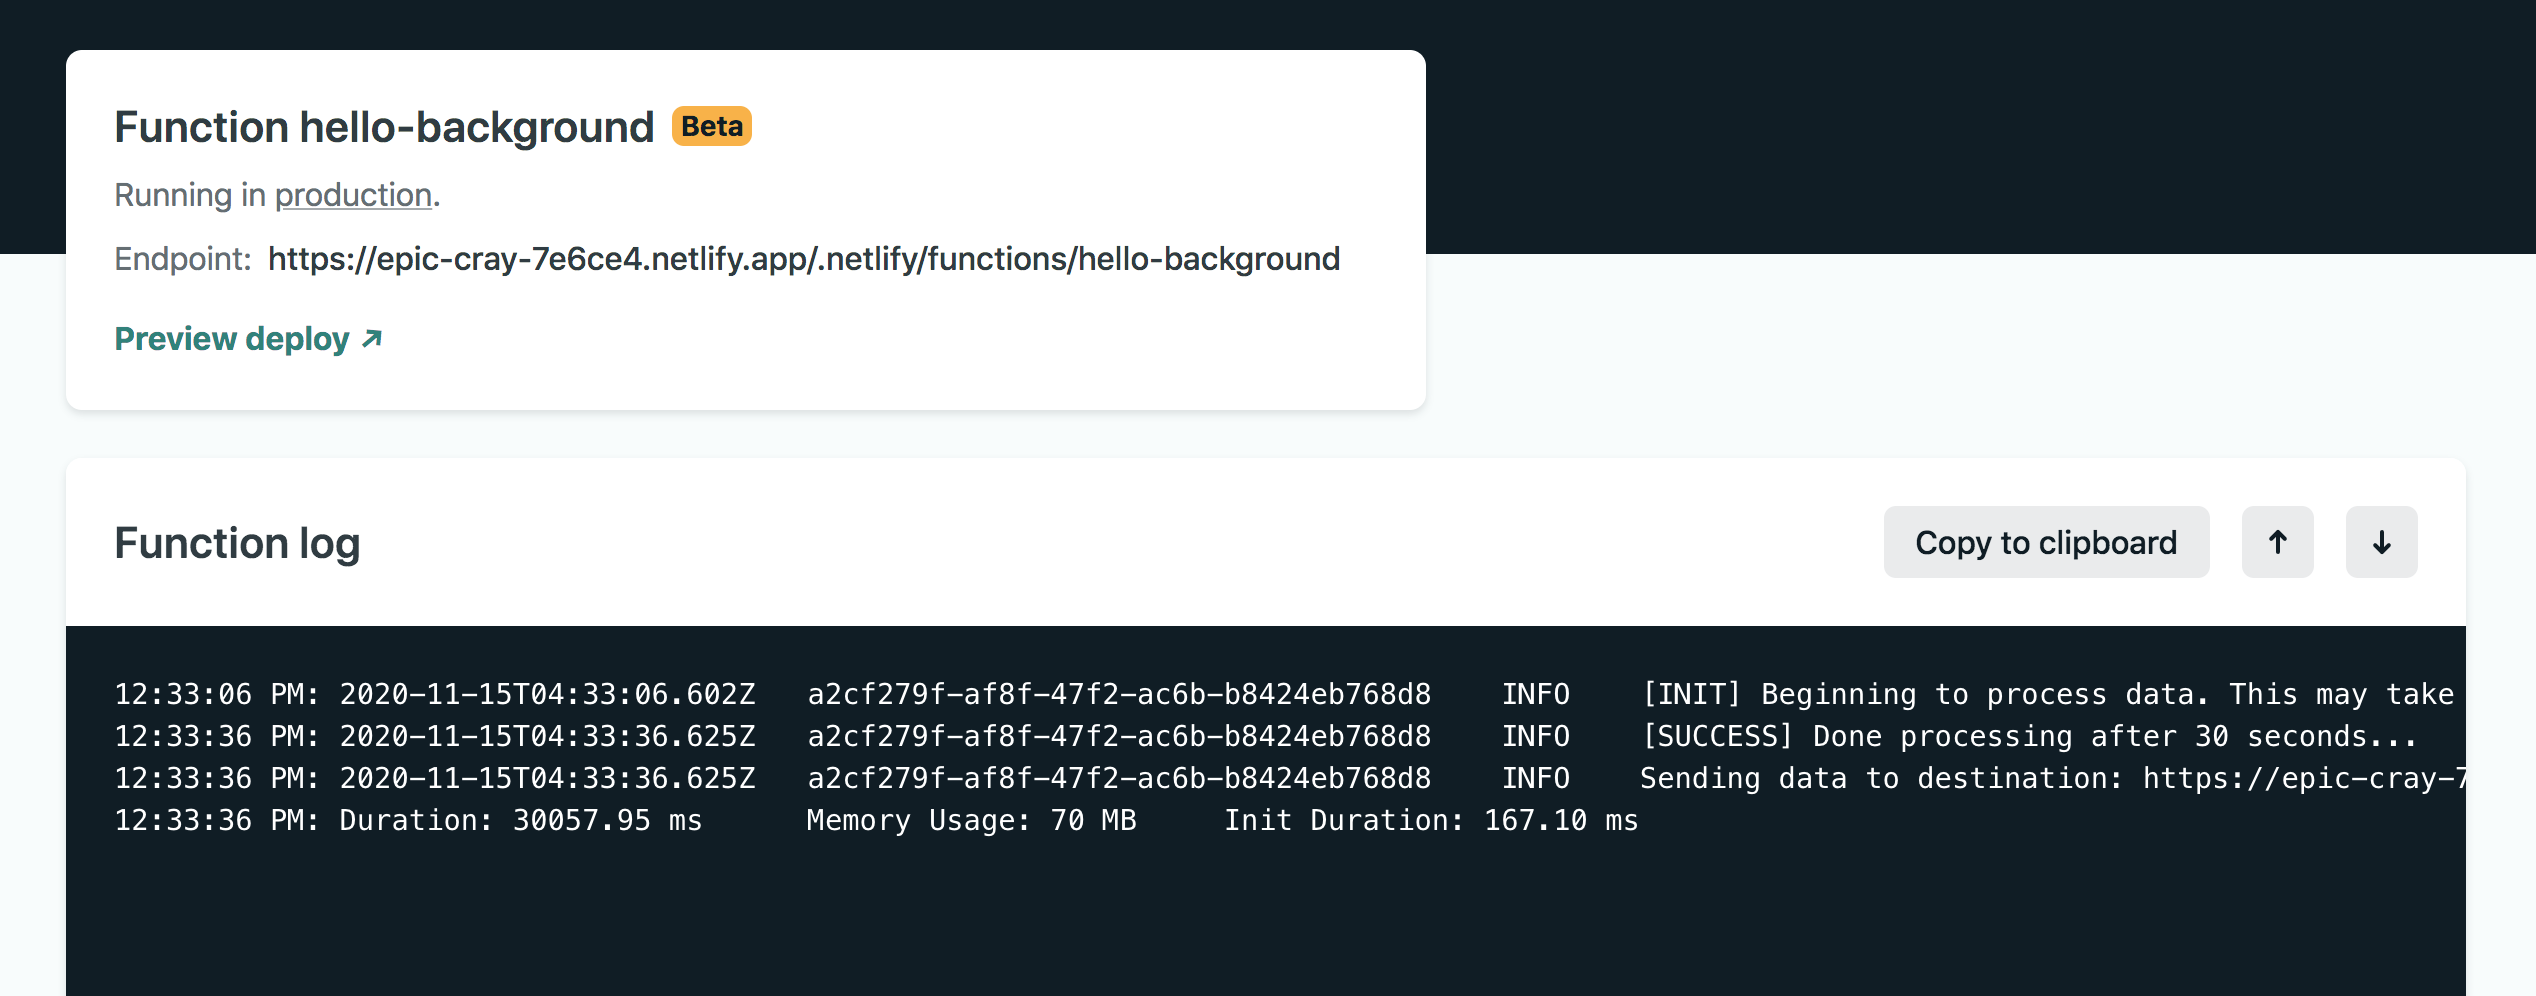 Function hello-background Beta
Running in production.
Endpoint: https://epic-cray-7e6ce4.netlify.app/.netlify/functions/hello-background
Preview deploy ↗
Function log
Copy to clipboard ↑ ↓
12:33:06 PM: 2020-11-15T04:33:06.602Z a2cf279f-af8f-47f2-ac6b-b8424eb768d8 INFO [INIT] Beginning to process data. This may take
12:33:36 PM: 2020-11-15T04:33:36.625Z a2cf279f-af8f-47f2-ac6b-b8424eb768d8 INFO [SUCCESS] Done processing after 30 seconds...
12:33:36 PM: 2020-11-15T04:33:36.625Z a2cf279f-af8f-47f2-ac6b-b8424eb768d8 INFO Sending data to destination: https://epic-cray-7
12:33:36 PM: Duration: 30057.95 ms Memory Usage: 70 MB Init Duration: 167.10 ms